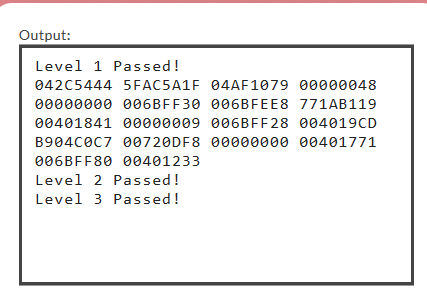 Output:
Level 1 Passed!
042C5444 5FAC5A1F 04AF1079 00000048
00000000 006BFF30 006BFEE8 771AB119
00401841 00000009 006BFF28 004019CD
B904C0C7 00720DF8 00000000 00401771
006BFF80 00401233
Level 2 Passed!
Level 3 Passed!